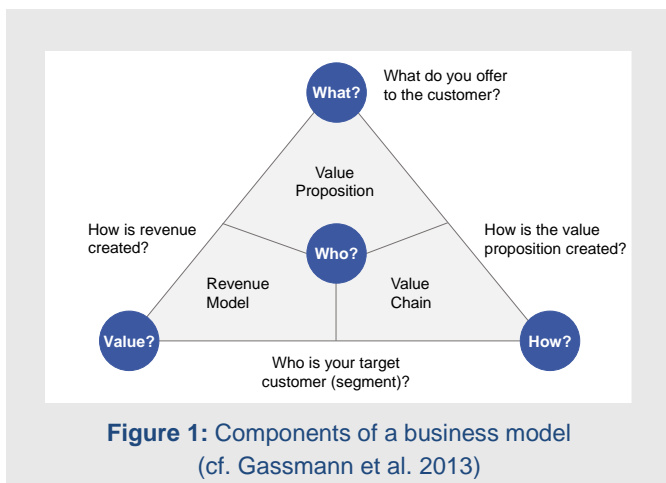 What do you offer
to the customer?
What?
Value
Proposition
How is revenue
created?
How is the value
proposition created?
Who?
Revenue
Model
Value
Chain
Value?
How?
Who is your target
customer (segment)?
Figure 1: Components of a business model
(cf. Gassmann et al. 2013)